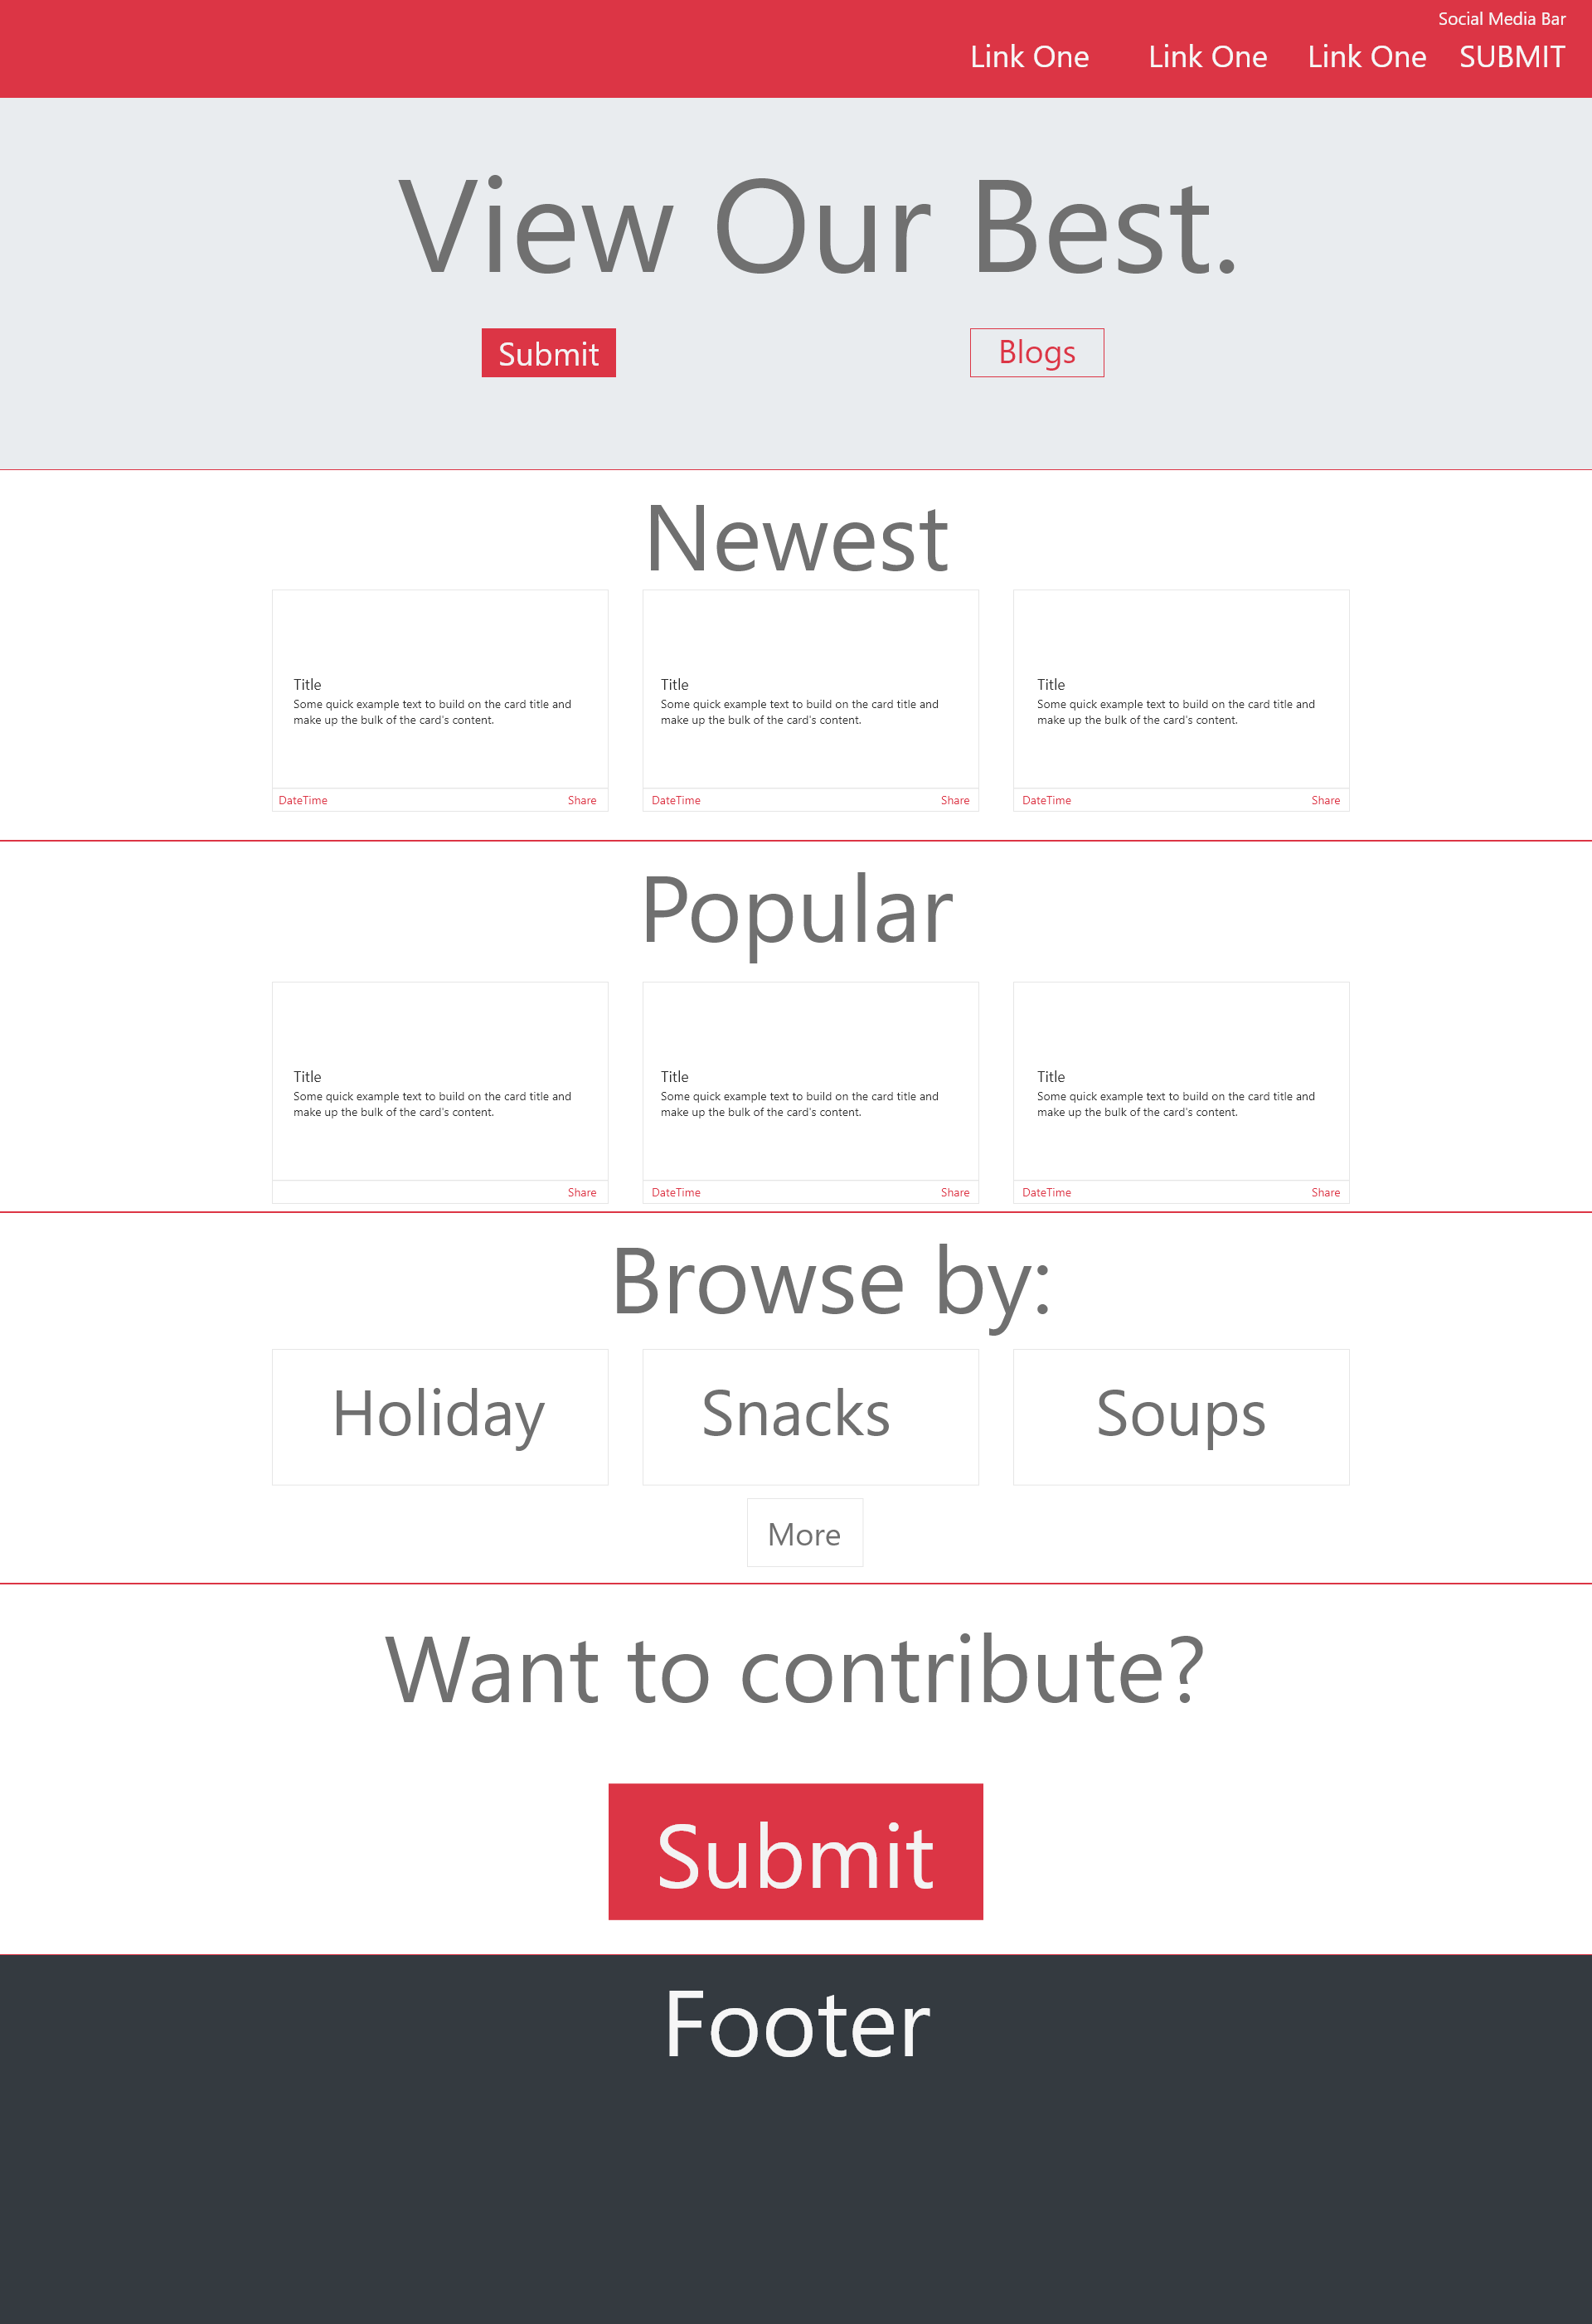 Social Media Bar
Link One Link One Link One SUBMIT
View Our Best.
Submit Blogs
Newest
Title
Some quick example text to build on the card title and
make up the bulk of the card's content.
DateTime Share
Title
Some quick example text to build on the card title and
make up the bulk of the card's content.
DateTime Share
Title
Some quick example text to build on the card title and
make up the bulk of the card's content.
DateTime Share
Popular
Title
Some quick example text to build on the card title and
make up the bulk of the card's content.
Share
Title
Some quick example text to build on the card title and
make up the bulk of the card's content.
DateTime Share
Title
Some quick example text to build on the card title and
make up the bulk of the card's content.
DateTime Share
Browse by:
Holiday Snacks Soups
More
Want to contribute?
Submit
Footer